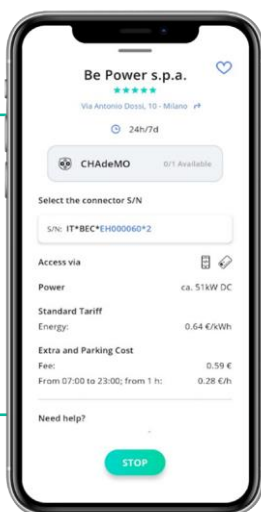 Be Power s.p.a.
Via Antonio Dossi, 10 - Milano
24h/7d
CHAdeMO 0/1 Available
Select the connector S/N
S/N: IT*BEC*EH000060*2
Access via
Power ca. 51kW DC
Standard Tariff
Energy: 0.64 €/kWh
Extra and Parking Cost
Fee: 0.59 €
From 07:00 to 23:00; from 1 h: 0.28 €/h
Need help?
STOP